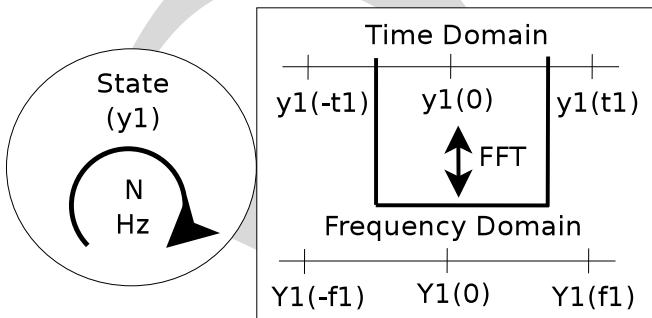 State
(y1)
N
Hz
Time Domain
y1(-t1) y1(0) y1(t1)
FFT
Frequency Domain
Y1(-f1) Y1(0) Y1(f1)